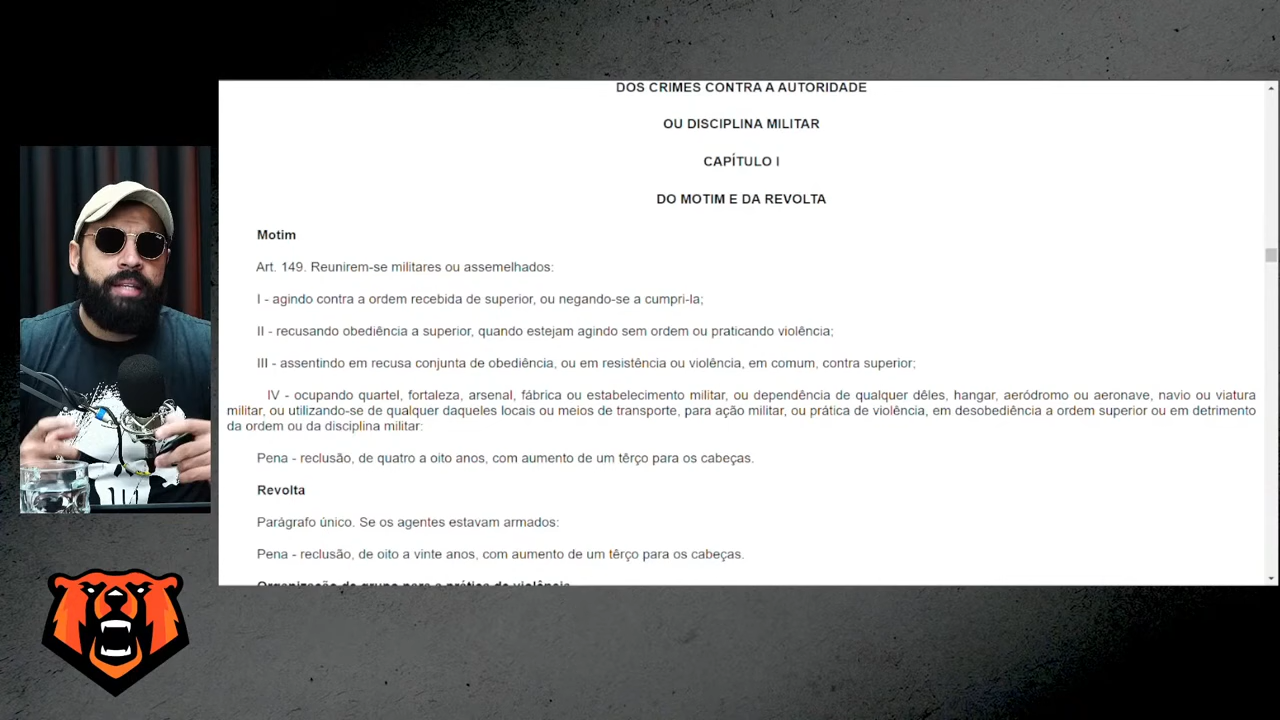 DOS CRIMES CONTRA A AUTORIDADE
OU DISCIPLINA MILITAR
CAPÍTULO I
DO MOTIM E DA REVOLTA
Motim
Art. 149. Reunirem-se militares ou assemelhados:
I - agindo contra a ordem recebida de superior, ou negando-se a cumpri-la;
II - recusando obediência a superior, quando estejam agindo sem ordem ou praticando violência;
III - assentindo em recusa conjunta de obediência, ou em resistência ou violência, em comum, contra superior;
IV - ocupando quartel, fortaleza, arsenal, fábrica ou estabelecimento militar, ou dependência de qualquer dêles, hangar, aeródromo ou aeronave, navio ou viatura
militar, ou utilizando-se de qualquer daqueles locais ou meios de transporte, para ação militar, ou prática de violência, em desobediência a ordem superior ou em detrimento
da ordem ou da disciplina militar:
Pena - reclusão, de quatro a oito anos, com aumento de um têrço para os cabeças.
Revolta
Parágrafo único. Se os agentes estavam armados:
Pena - reclusão, de oito a vinte anos, com aumento de um têrço para os cabeças.
Organização de grupo para a prática de violência